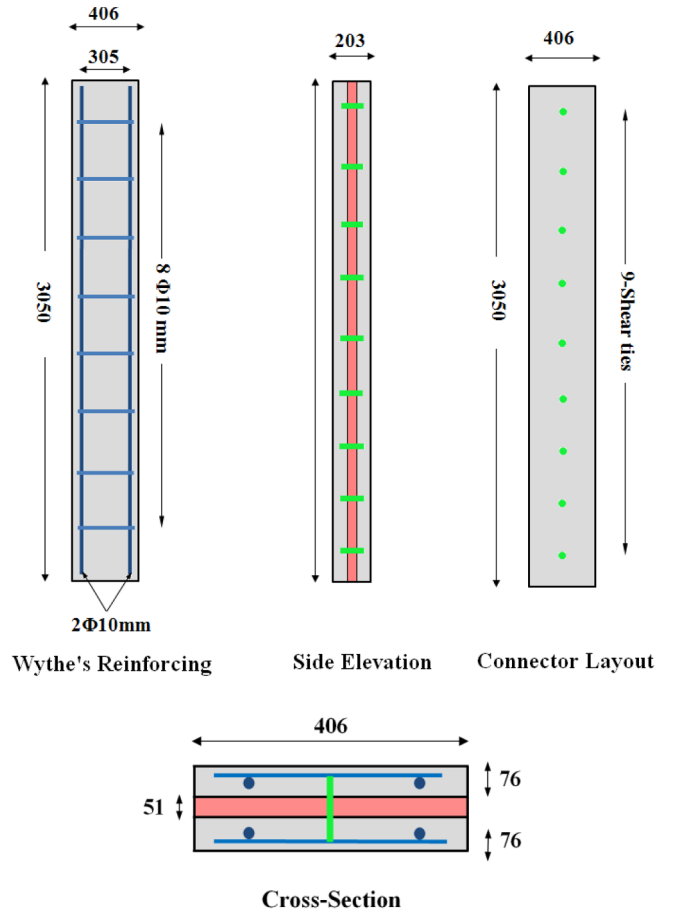 406
305
3050
8 Φ10 mm
2Φ10mm
Wythe's Reinforcing
203
Side Elevation
406
3050
9-Shear ties
Connector Layout
406
51
76
76
Cross-Section